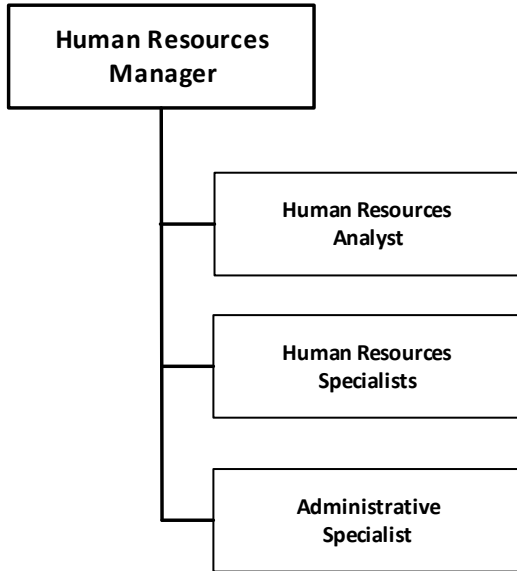 Human Resources
Manager
Human Resources
Analyst
Human Resources
Specialists
Administrative
Specialist